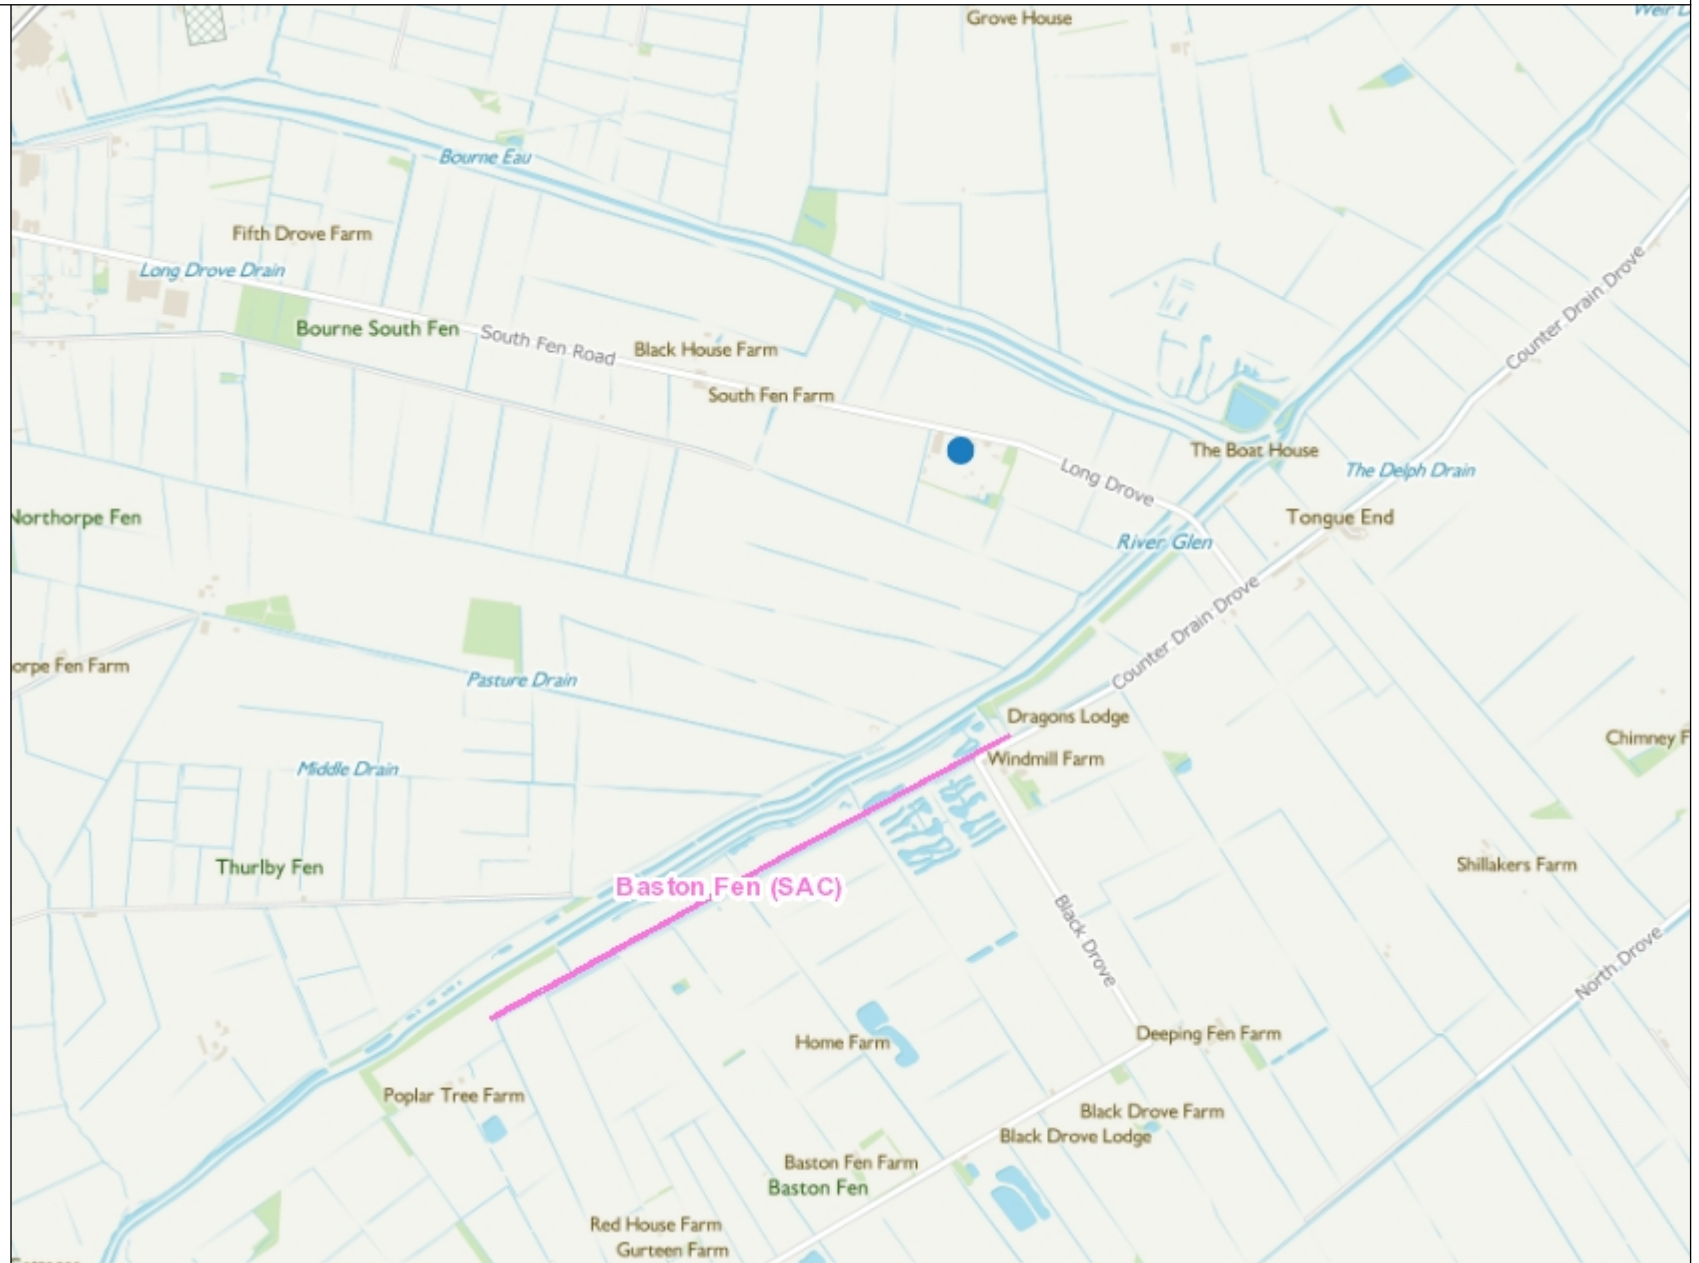 Grove House
Weir D
Bourne Eau
Fifth Drove Farm
Long Drove Drain
Bourne South Fen
South Fen Road
Black House Farm
South Fen Farm
Counter Drain Drove
The Boat House
The Delph Drain
Long Drove
Northorpe Fen
Tongue End
River Glen
Counter Drain Drove
orpe Fen Farm
Pasture Drain
Dragons Lodge
Chimney F
Windmill Farm
Middle Drain
Thurlby Fen
Baston Fen (SAC)
Shillakers Farm
Black Drove
North Drove
Home Farm
Deeping Fen Farm
Poplar Tree Farm
Black Drove Farm
Black Drove Lodge
Baston Fen Farm
Baston Fen
Red House Farm
Gurteen Farm